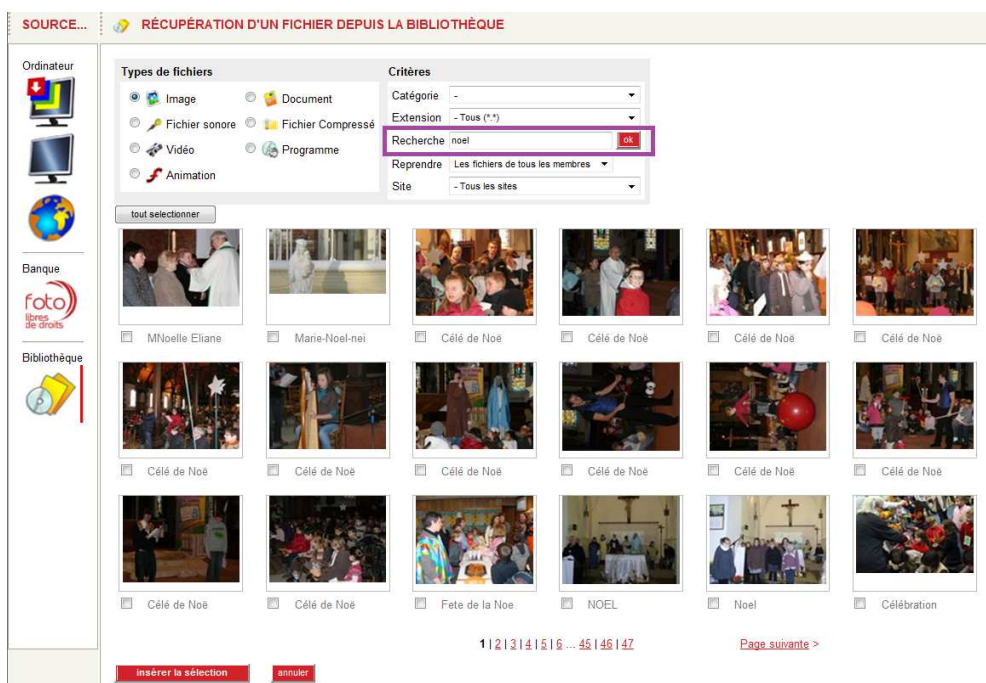 SOURCE...
RÉCUPÉRATION D'UN FICHIER DEPUIS LA BIBLIOTHÈQUE
Ordinateur
Banque
foto
libres
de droits
Bibliothèque
Types de fichiers
Image
Document
Fichier sonore
Fichier Compressé
Vidéo
Programme
Animation
Critères
Catégorie -
Extension - Tous (*.*)
Recherche noel ok
Reprendre Les fichiers de tous les membres
Site - Tous les sites
tout selectionner
MNoelle Eliane
Marie-Noel-nei
Célé de Noë
Célé de Noë
Célé de Noë
Célé de Noë
Célé de Noë
Célé de Noë
Célé de Noë
Célé de Noë
Célé de Noë
Célé de Noë
Célé de Noë
Célé de Noë
Fete de la Noe
NOEL
Noel
Célébration
1 | 2 | 3 | 4 | 5 | 6 ... 45 | 46 | 47
Page suivante >
insérer la sélection
annuler